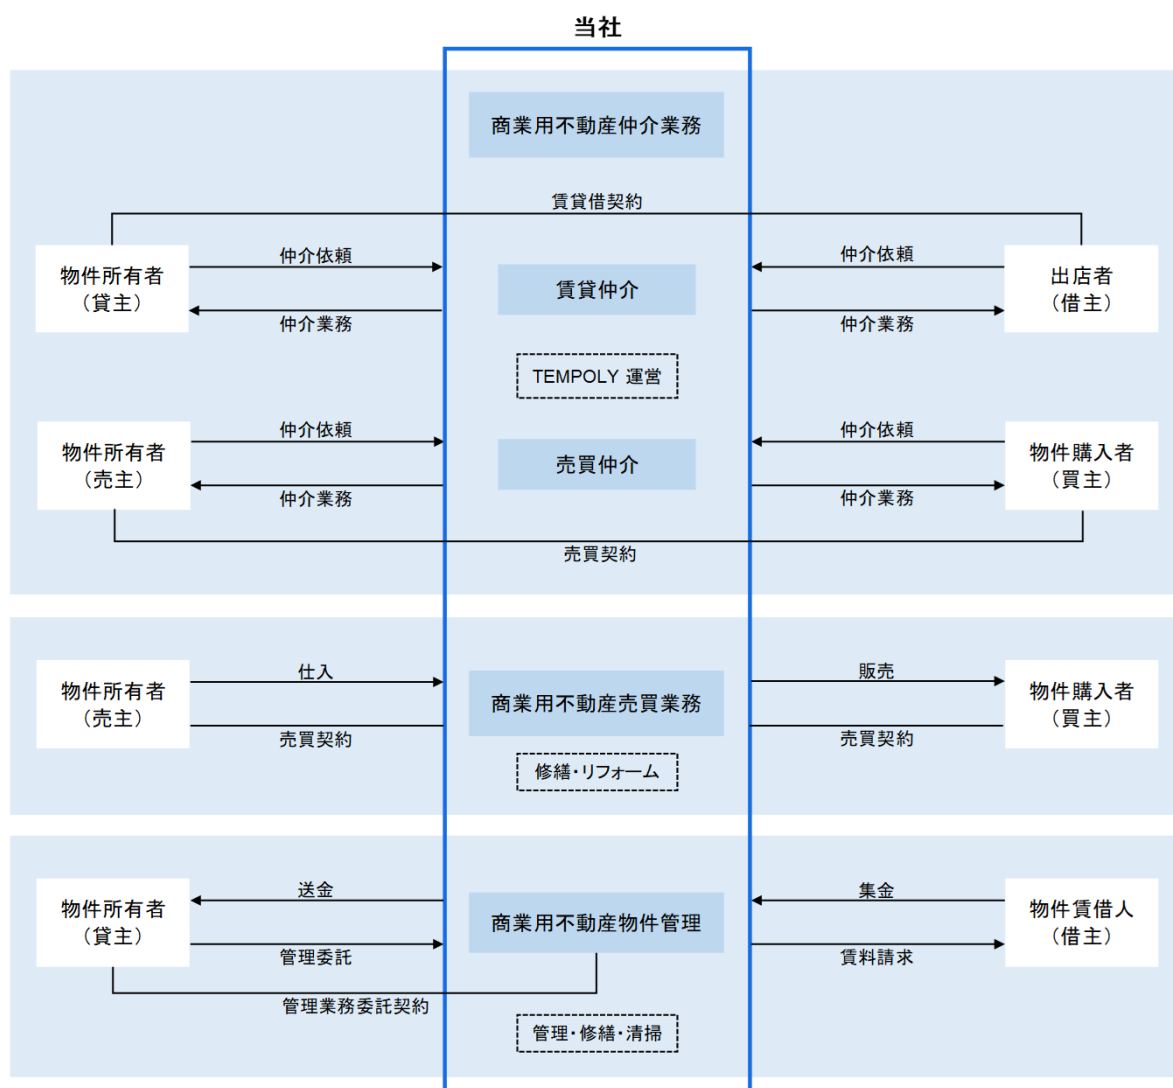 当社
商業用不動産仲介業務
賃貸借契約
物件所有者
（貸主）
仲介依頼
仲介業務
賃貸仲介
仲介依頼
仲介業務
出店者
（借主）
TEMPOLY 運営
物件所有者
（売主）
仲介依頼
仲介業務
売買仲介
仲介依頼
仲介業務
物件購入者
（買主）
売買契約
物件所有者
（売主）
仕入
売買契約
商業用不動産売買業務
修繕・リフォーム
販売
売買契約
物件購入者
（買主）
物件所有者
（貸主）
送金
管理委託
管理業務委託契約
商業用不動産物件管理
管理・修繕・清掃
集金
賃料請求
物件賃借人
（借主）